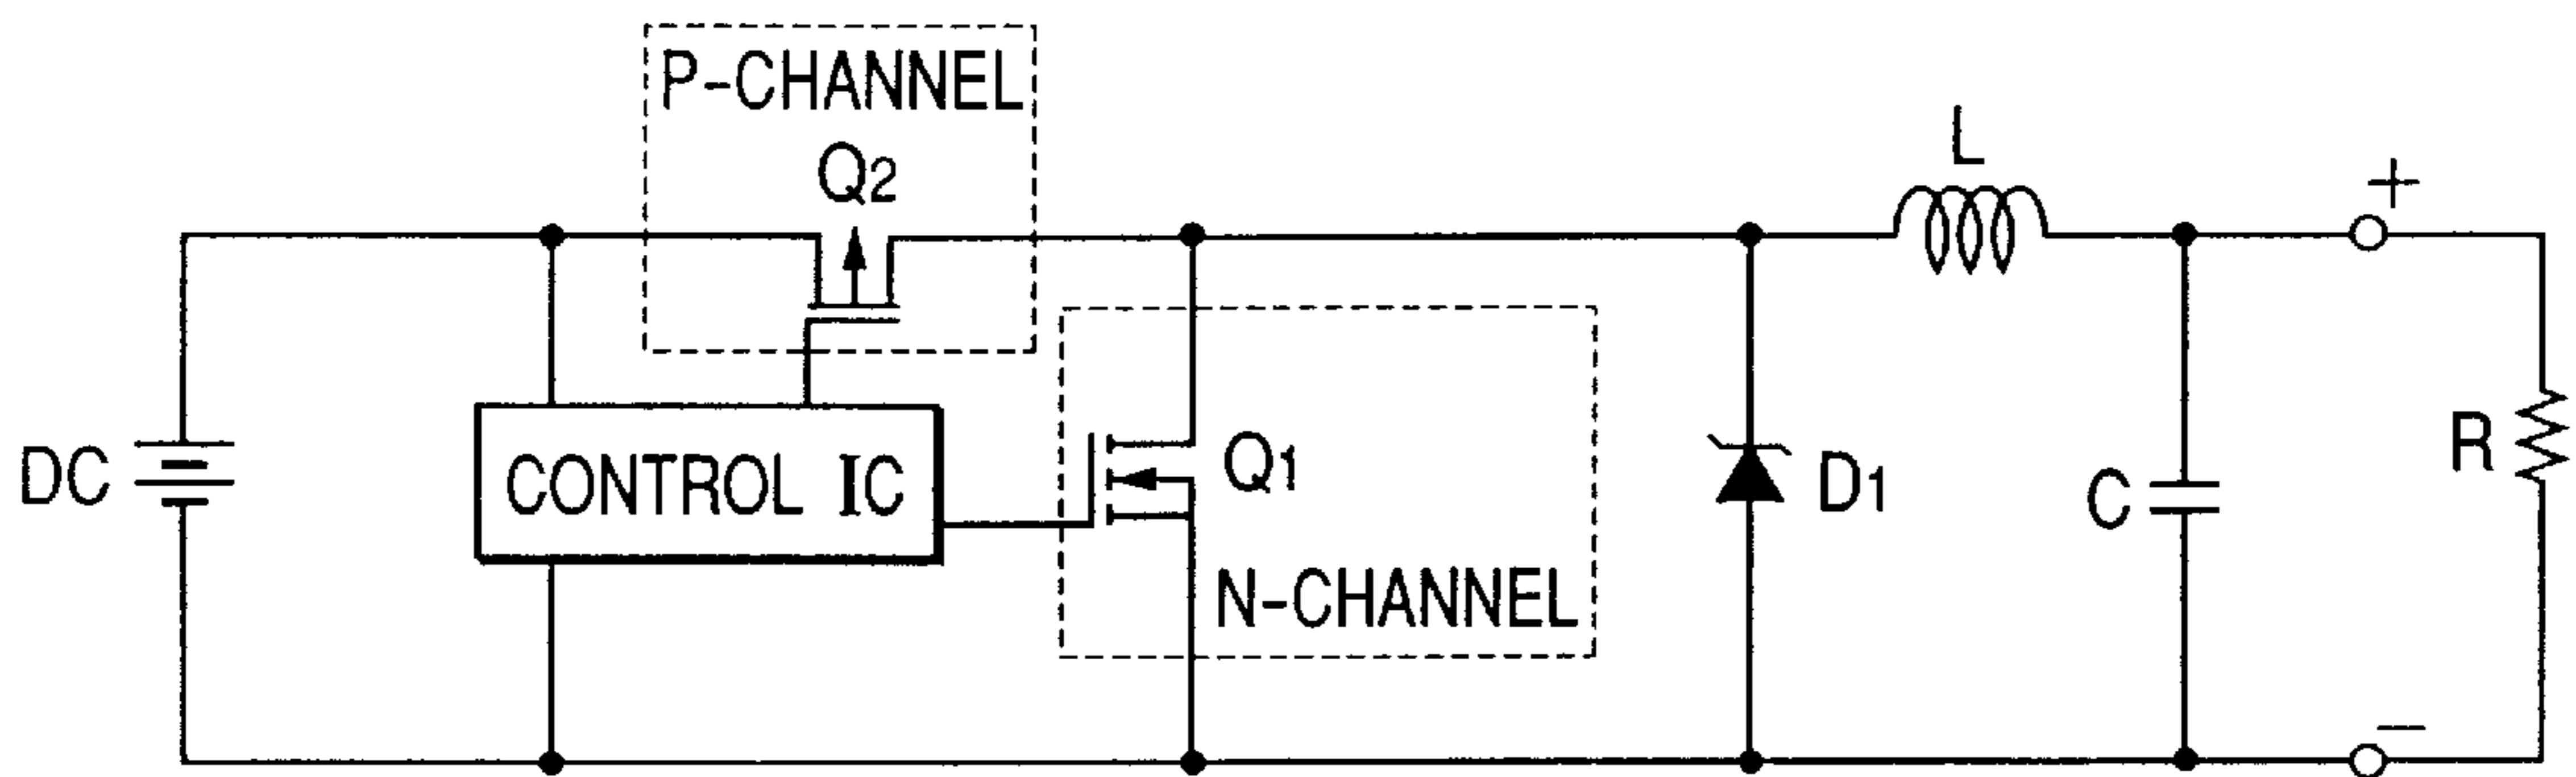 P-CHANNEL
Q2
L
+
DC
CONTROL IC
Q1
D1
C
R
N-CHANNEL
−